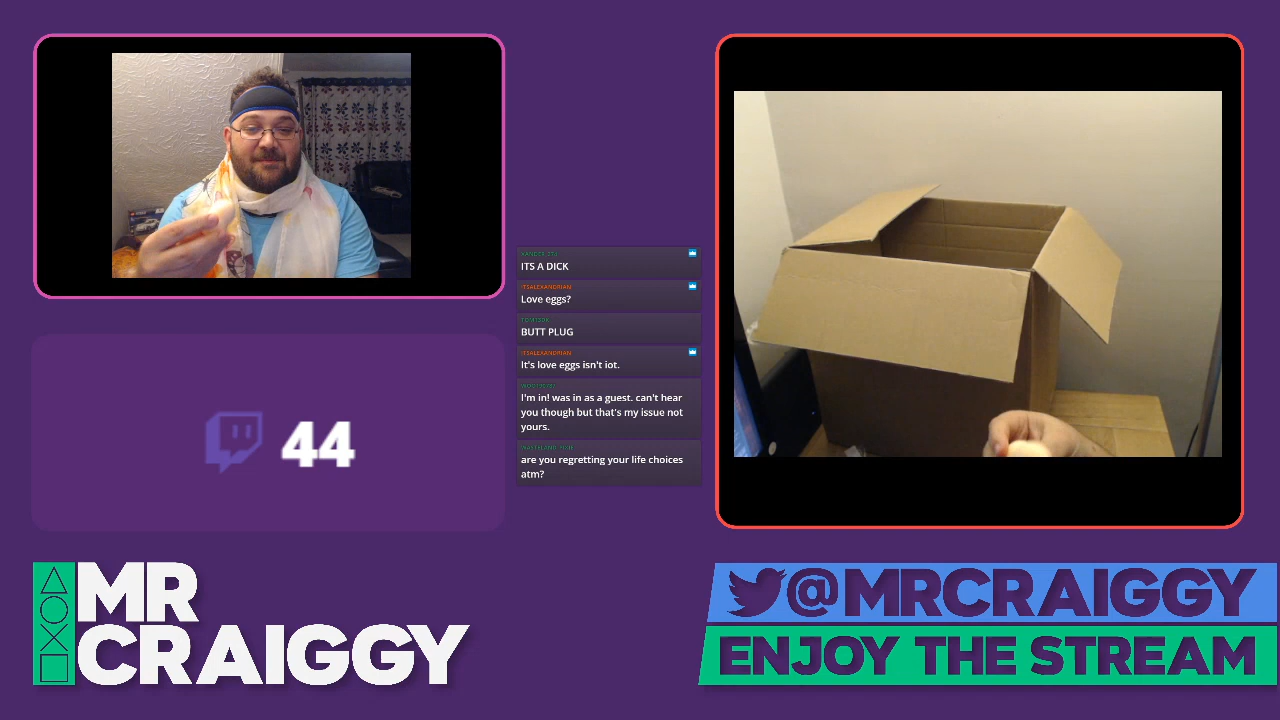 ITS A DICK
ITSALEXANDRIAN
Love eggs?
BUTT PLUG
ITSALEXANDRIAN
It's love eggs isn't iot.
I'm in! was in as a guest. can't hear
you though but that's my issue not
yours.
are you regretting your life choices
atm?
44
MR
CRAIGGY
@MRCRAIGGY
ENJOY THE STREAM